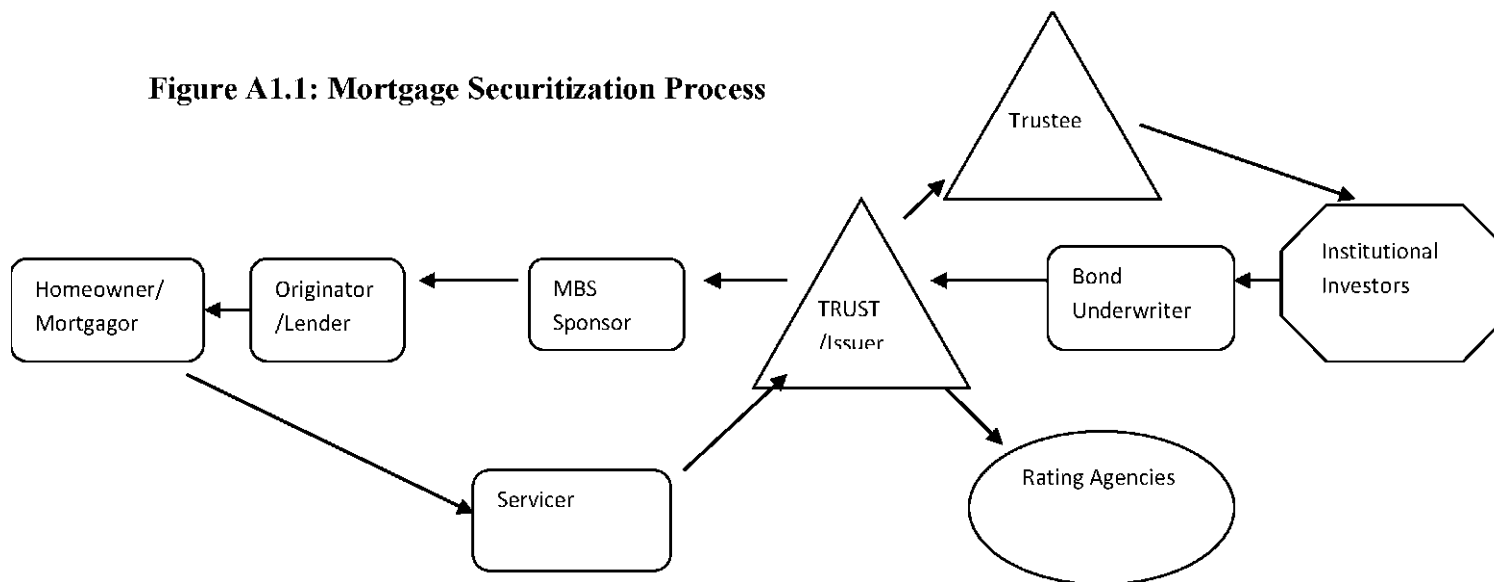 Figure A1.1: Mortgage Securitization Process
Trustee
Homeowner/
Mortgagor
Originator
/Lender
MBS
Sponsor
TRUST
/Issuer
Bond
Underwriter
Institutional
Investors
Servicer
Rating Agencies